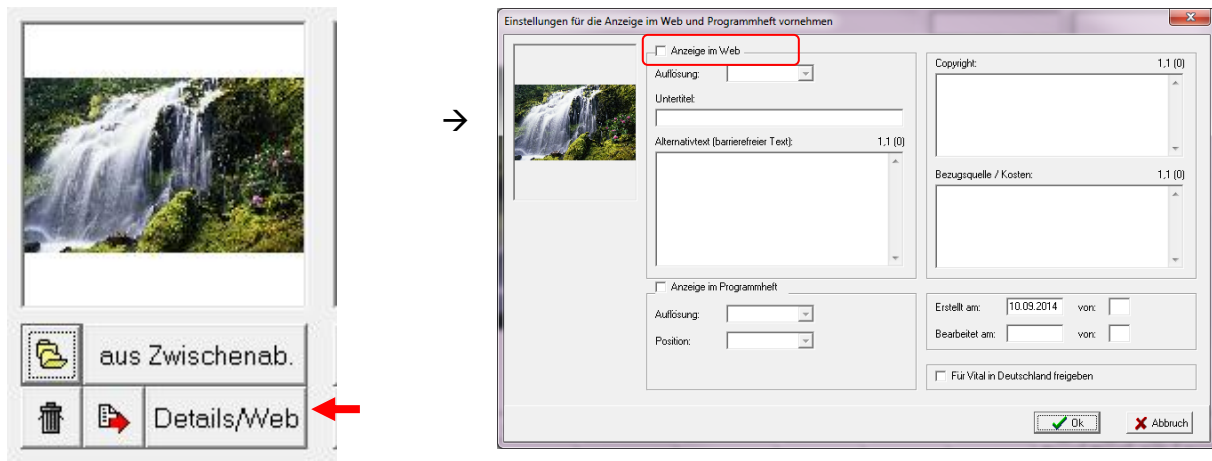 aus Zwischenab.
Details/Web
→
Einstellungen für die Anzeige im Web und Programmheft vornehmen
Anzeige im Web
Auflösung:
Untertitel:
Alternativtext (barrierefreier Text): 1,1 (0)
Anzeige im Programmheft
Auflösung:
Position:
Copyright: 1,1 (0)
Bezugsquelle / Kosten: 1,1 (0)
Erstellt am: 10.09.2014 von:
Bearbeitet am: von:
Für Vital in Deutschland freigeben
Ok Abbruch